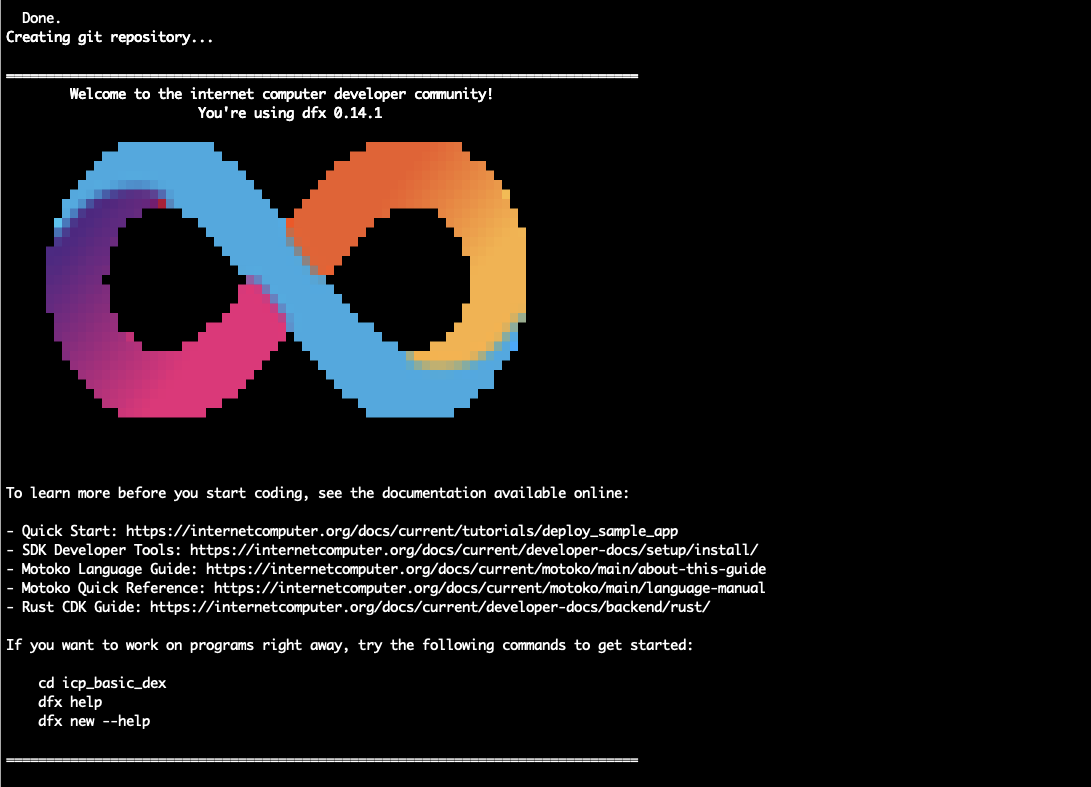 Done.
Creating git repository...
===============================================================================
Welcome to the internet computer developer community!
You're using dfx 0.14.1
To learn more before you start coding, see the documentation available online:
- Quick Start: https://internetcomputer.org/docs/current/tutorials/deploy_sample_app
- SDK Developer Tools: https://internetcomputer.org/docs/current/developer-docs/setup/install/
- Motoko Language Guide: https://internetcomputer.org/docs/current/motoko/main/about-this-guide
- Motoko Quick Reference: https://internetcomputer.org/docs/current/motoko/main/language-manual
- Rust CDK Guide: https://internetcomputer.org/docs/current/developer-docs/backend/rust/
If you want to work on programs right away, try the following commands to get started:
cd icp_basic_dex
dfx help
dfx new --help
===============================================================================